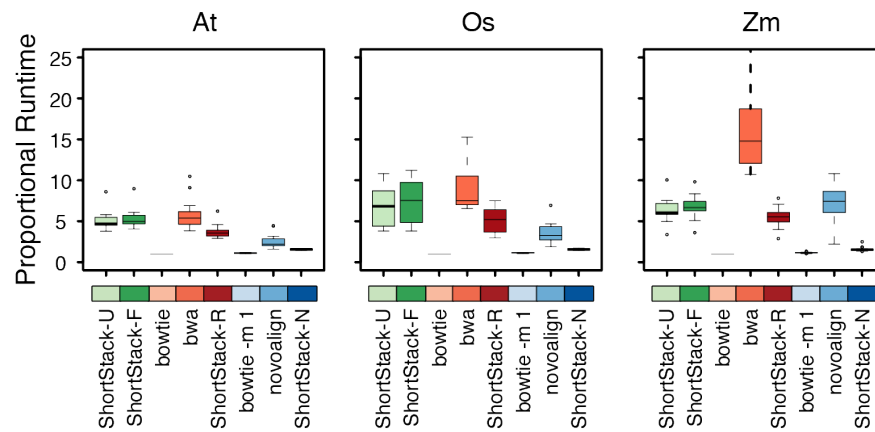 At
Os
Zm
Proportional Runtime
25
20
15
10
5
0
ShortStack-U
ShortStack-F
bowtie
bwa
ShortStack-R
bowtie -m 1
novoalign
ShortStack-N
ShortStack-U
ShortStack-F
bowtie
bwa
ShortStack-R
bowtie -m 1
novoalign
ShortStack-N
ShortStack-U
ShortStack-F
bowtie
bwa
ShortStack-R
bowtie -m 1
novoalign
ShortStack-N